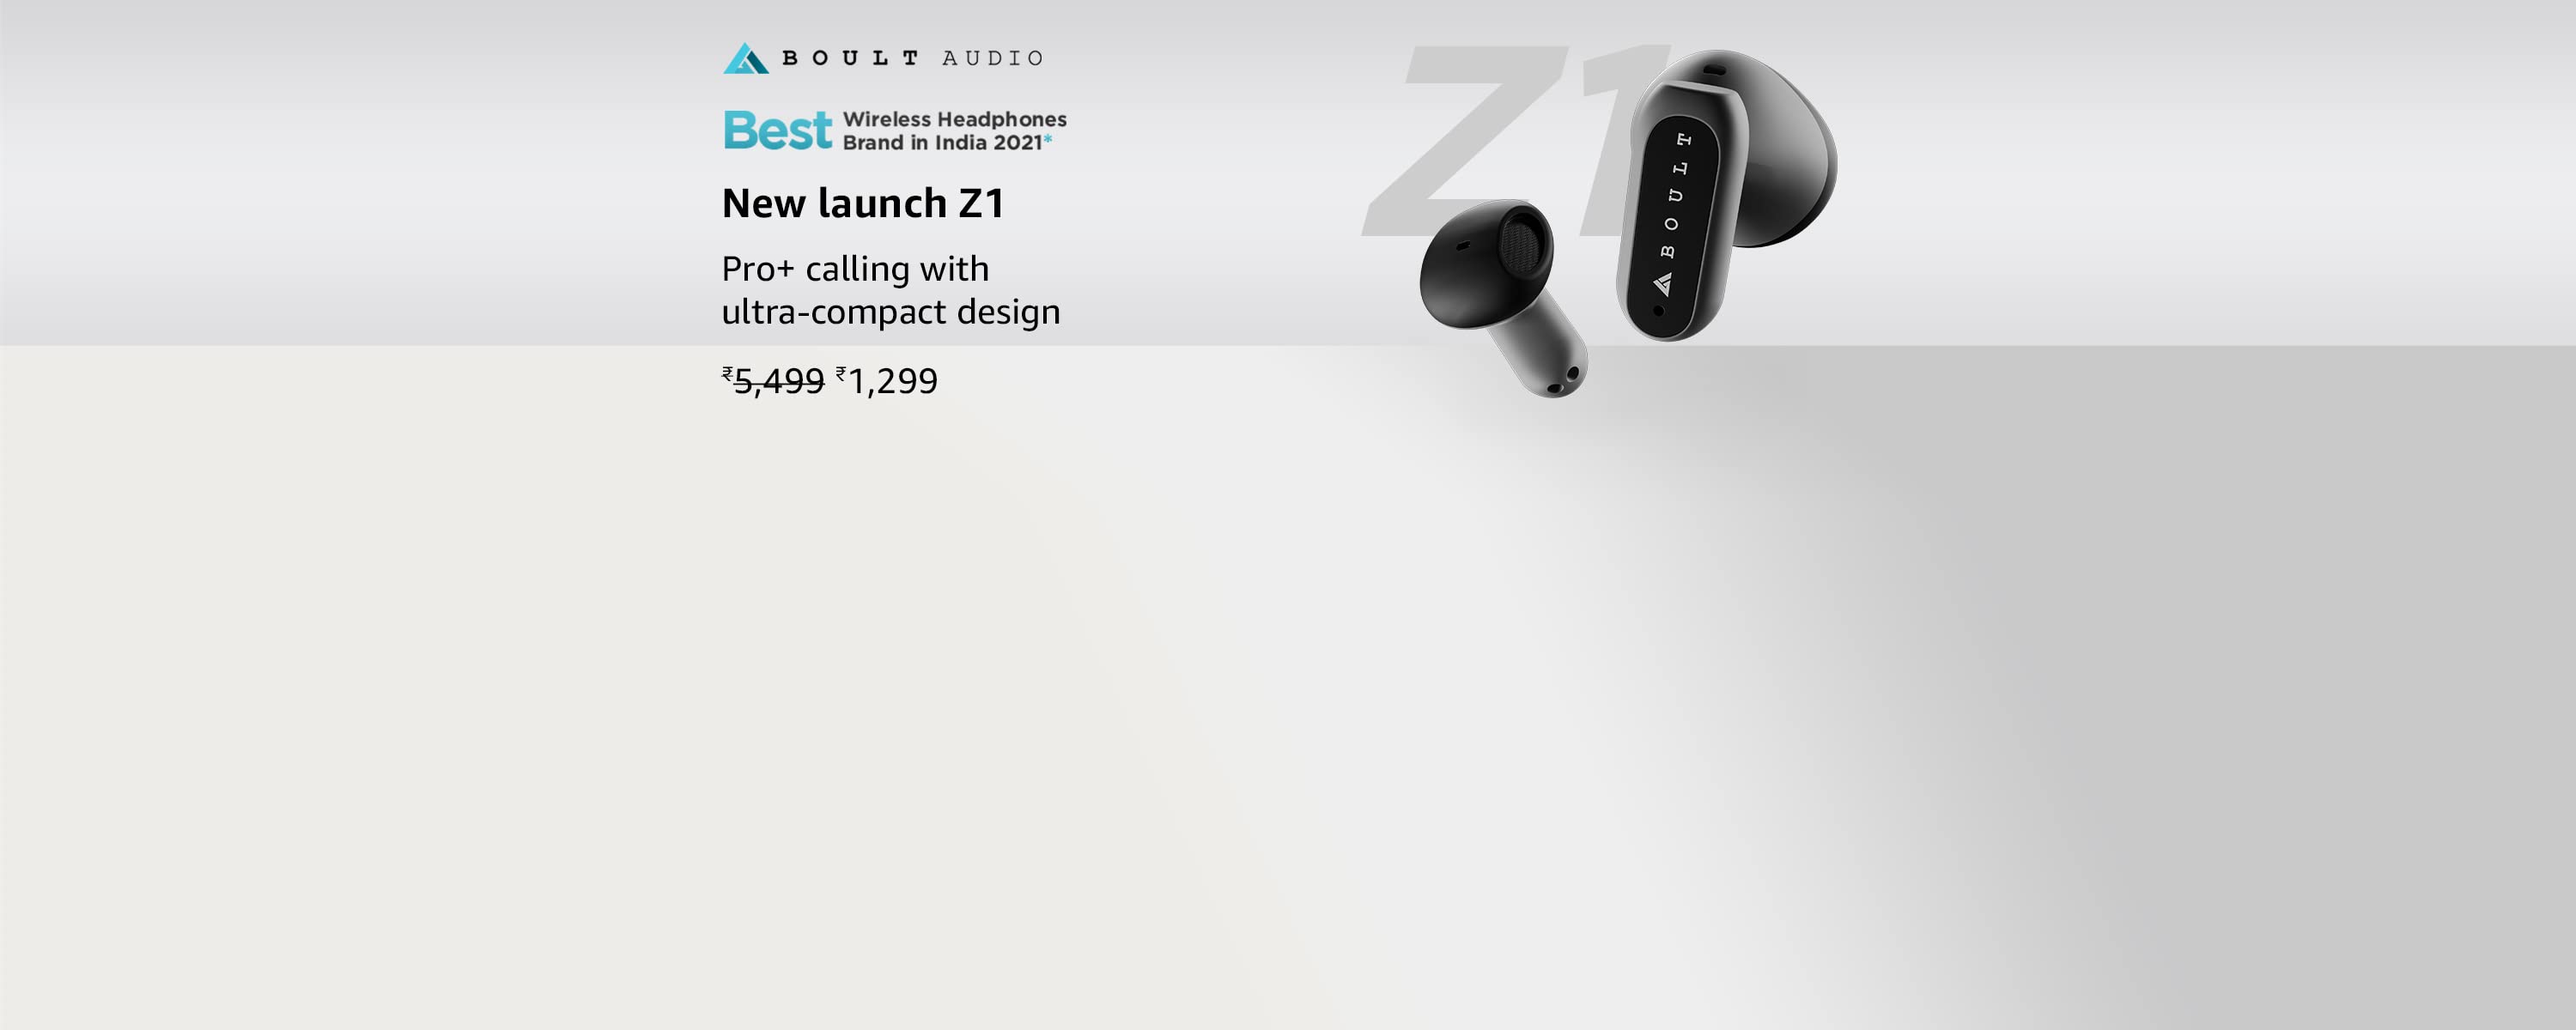 BOULT AUDIO
Best Wireless Headphones
Brand in India 2021*
New launch Z1
Pro+ calling with
ultra-compact design
₹5,499 ₹1,299
Z1
BOULT